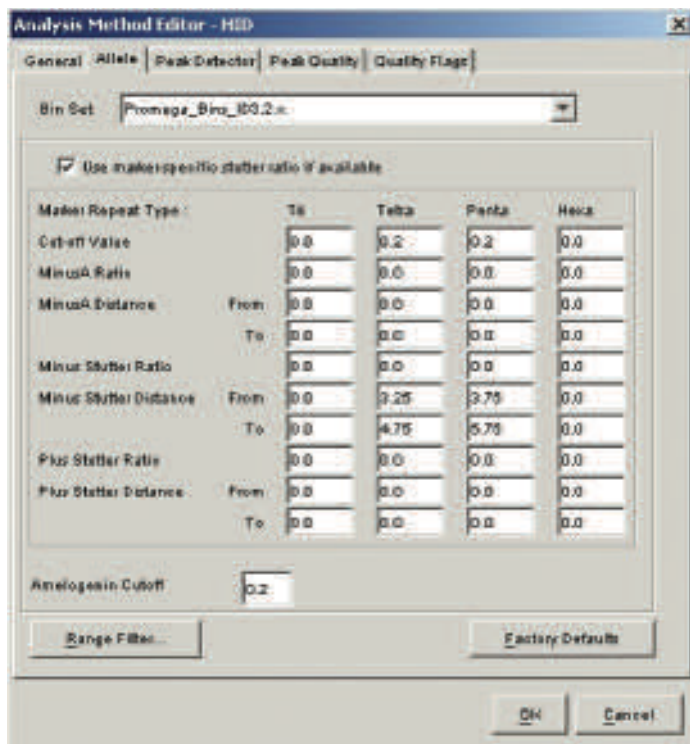 Analysis Method Editor - HID
General Allele Peak Detector Peak Quality Quality Flags
Bin Set Promega_Bins_ID3.2.x
Use marker-specific stutter ratio if available
Marker Repeat Type : Tri Tetra Penta Hexa
Cut-off Value 0.0 0.2 0.2 0.0
MinusA Ratio 0.0 0.0 0.0 0.0
MinusA Distance From 0.0 0.0 0.0 0.0
To 0.0 0.0 0.0 0.0
Minus Stutter Ratio 0.0 0.0 0.0 0.0
Minus Stutter Distance From 0.0 3.25 3.75 0.0
To 0.0 4.75 5.75 0.0
Plus Stutter Ratio 0.0 0.0 0.0 0.0
Plus Stutter Distance From 0.0 0.0 0.0 0.0
To 0.0 0.0 0.0 0.0
Amelogenin Cutoff 0.2
Range Filter... Factory Defaults
OK Cancel